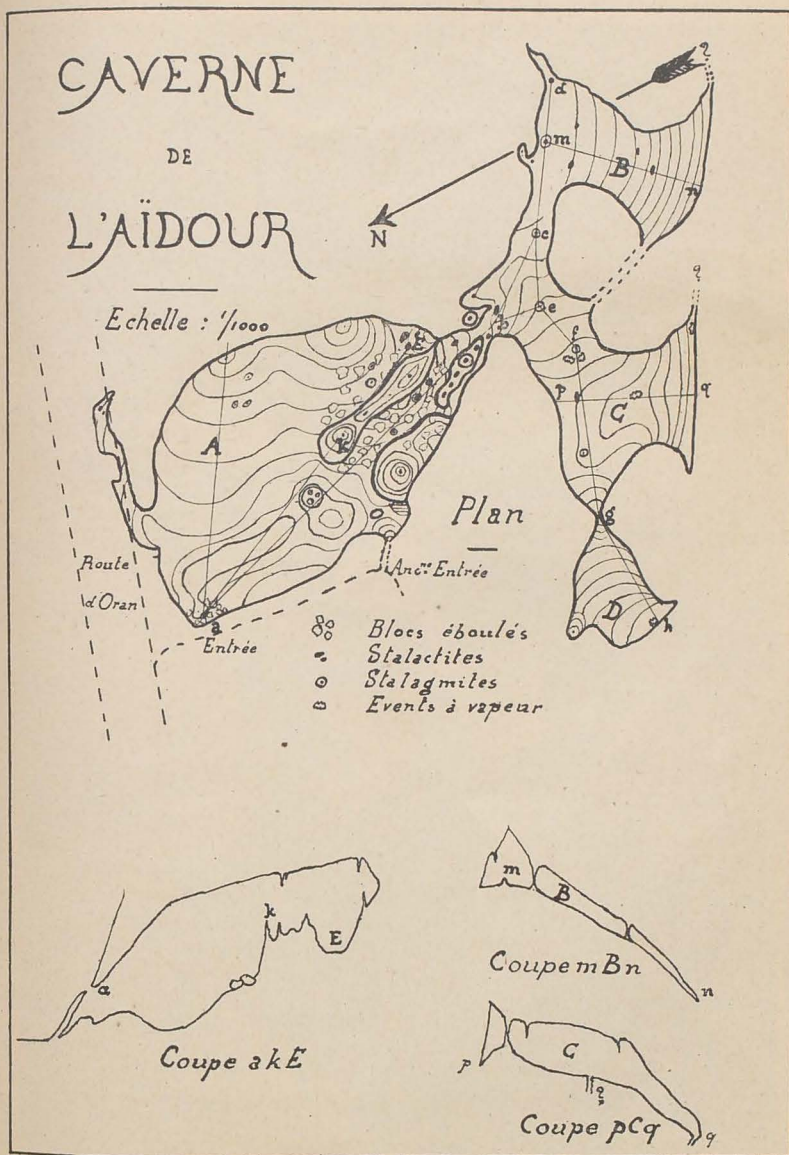 CAVERNE
DE
L'AÏDOUR
Echelle : 1/1000
N
?
d
m
B
n
c
e
?
f
p
C
q
g
D
h
A
E
k
a
Plan
Route
d'Oran
Entrée
Ancne Entrée
Blocs éboulés
Stalactites
Stalagmites
Events à vapeur
k
E
a
Coupe akE
m
B
n
Coupe mBn
p
C
?
q
Coupe pCq